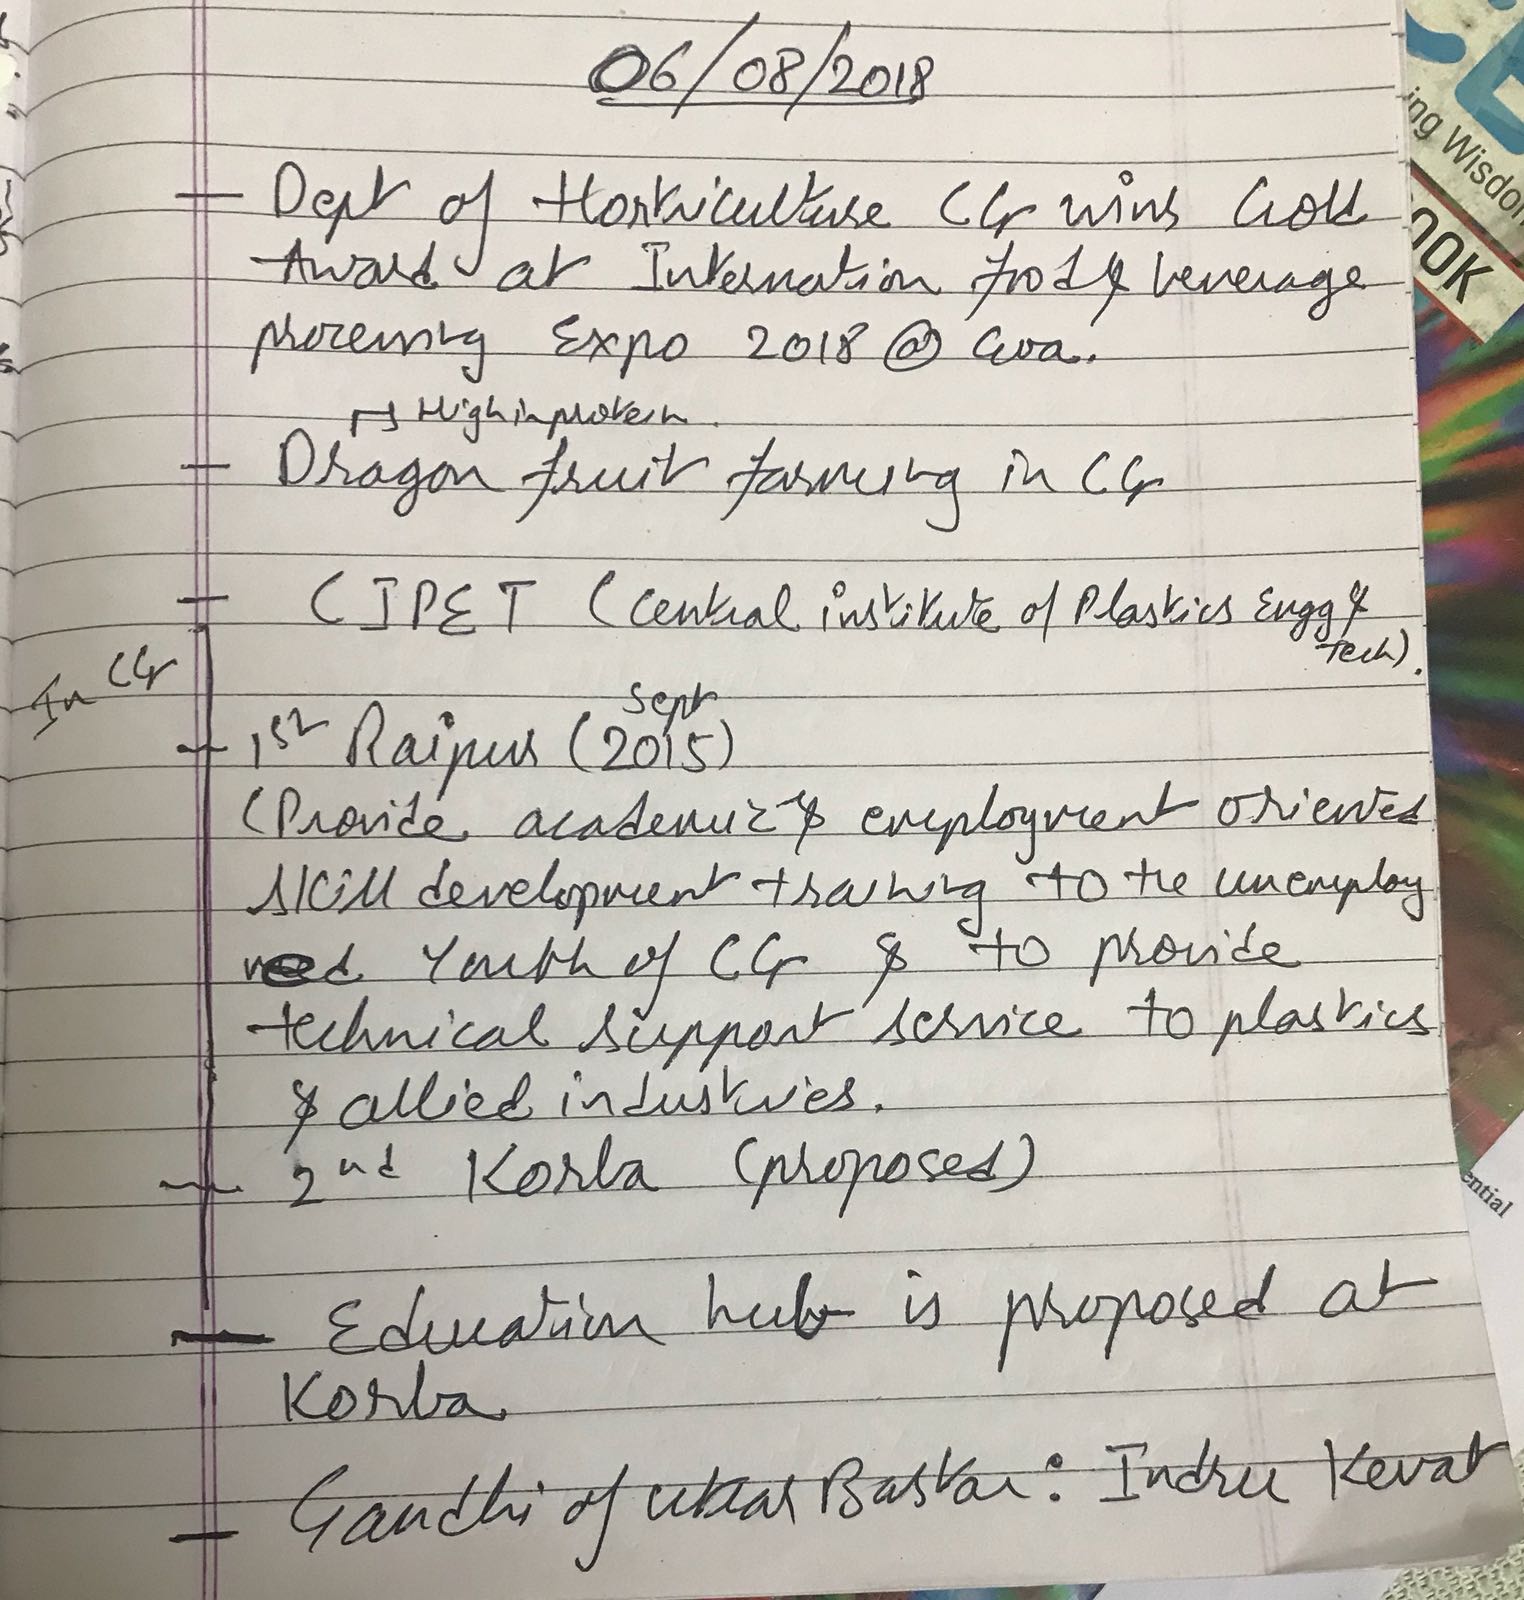 06/08/2018
— Dept of Horticulture CG wins Gold
Award at Internation food & beverage
processing Expo 2018 @ Goa.
↳ High in protein.
— Dragon fruit farming in CG
— CIPET (Central institute of Plastics Engg &
Tech).
In CG
Sept
— 1st Raipur (2015)
(Provide academic & employment oriented
skill development training to the unemploy
ed Youth of CG & to provide
technical support service to plastics
& allied industries.
— 2nd Korba (proposed)
— Education hub is proposed at
Korba
— Gandhi of Uttar Bastar: Indru Kevat
ing Wisdom
OOK
ential